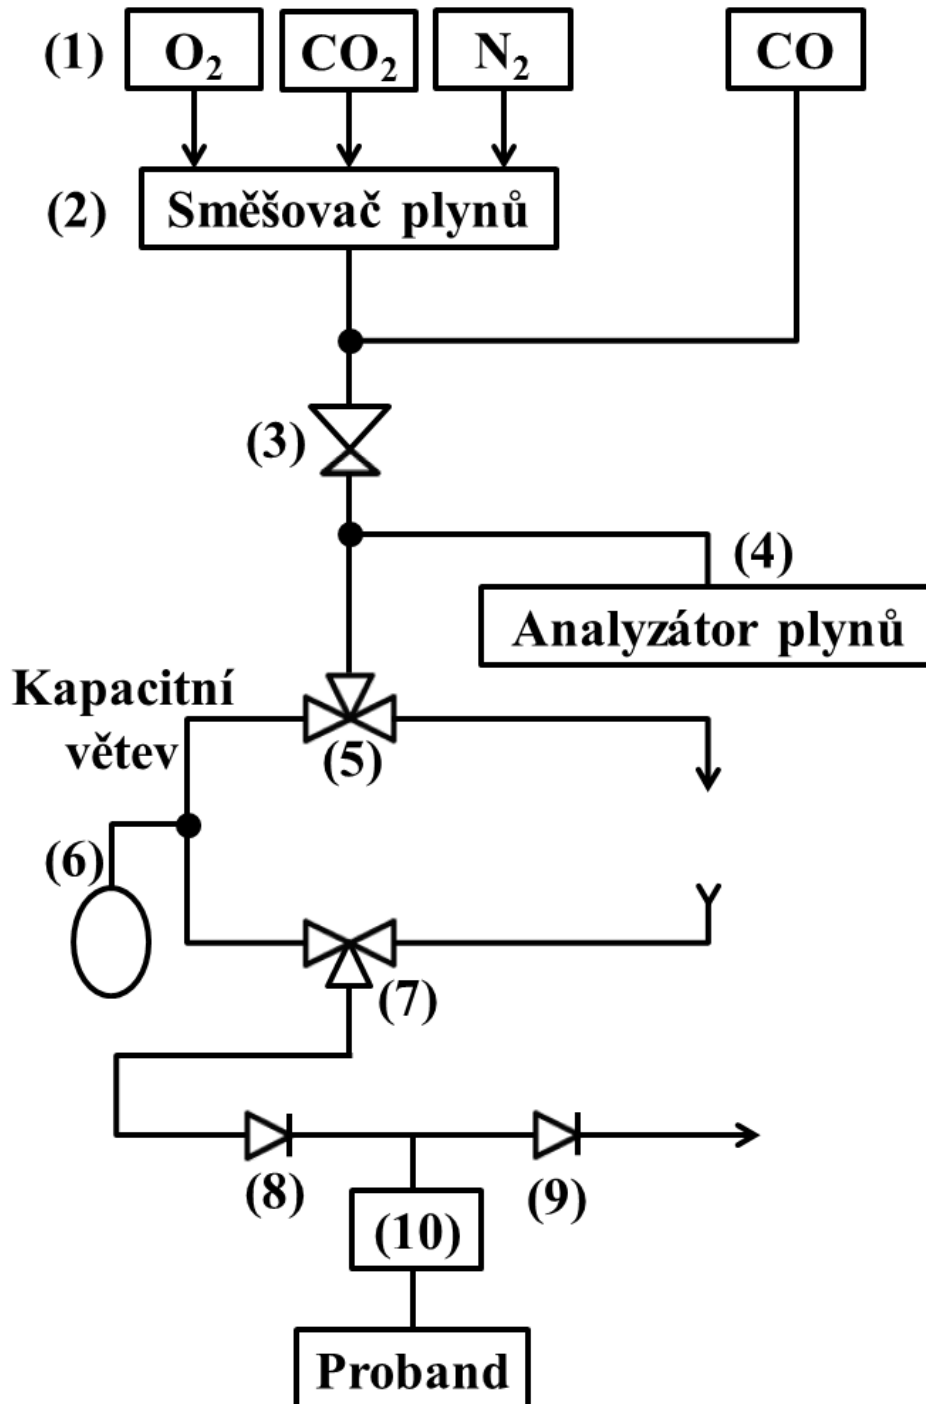 (1) O₂ CO₂ N₂ CO
(2) Směšovač plynů
(3)
(4)
Analyzátor plynů
Kapacitní
větev
(5)
(6)
(7)
(8)
(9)
(10)
Proband